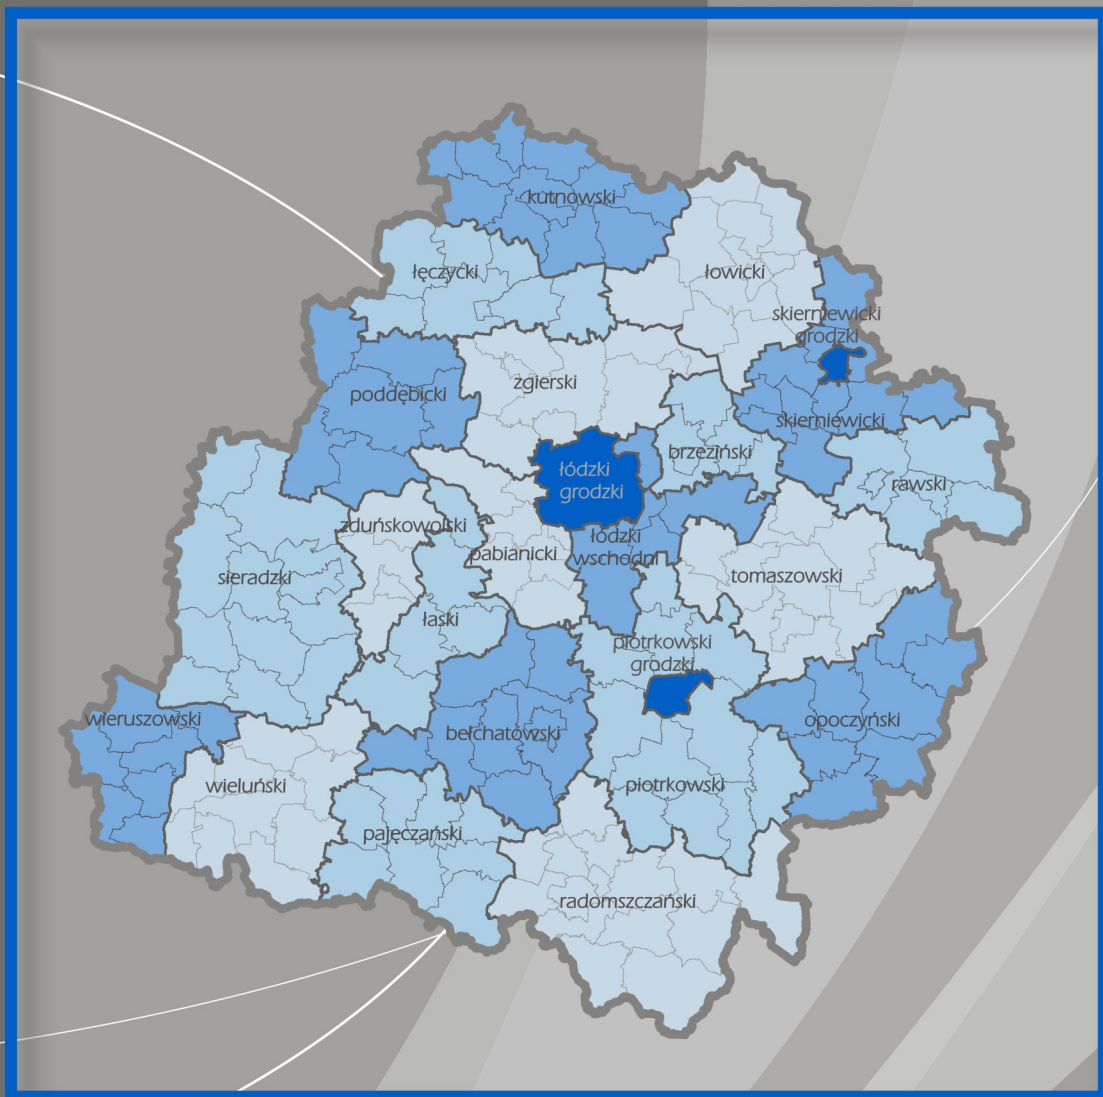 kutnowski
łęczycki
łowicki
skierniewicki
grodzki
zgierski
poddębicki
skierniewicki
brzeziński
łódzki
grodzki
rawski
zduńskowolski
łódzki
wschodni
pabianicki
sieradzki
tomaszowski
łaski
piotrkowski
grodzki
wieruszowski
opoczyński
bełchatowski
wieluński
piotrkowski
pajęczański
radomszczański